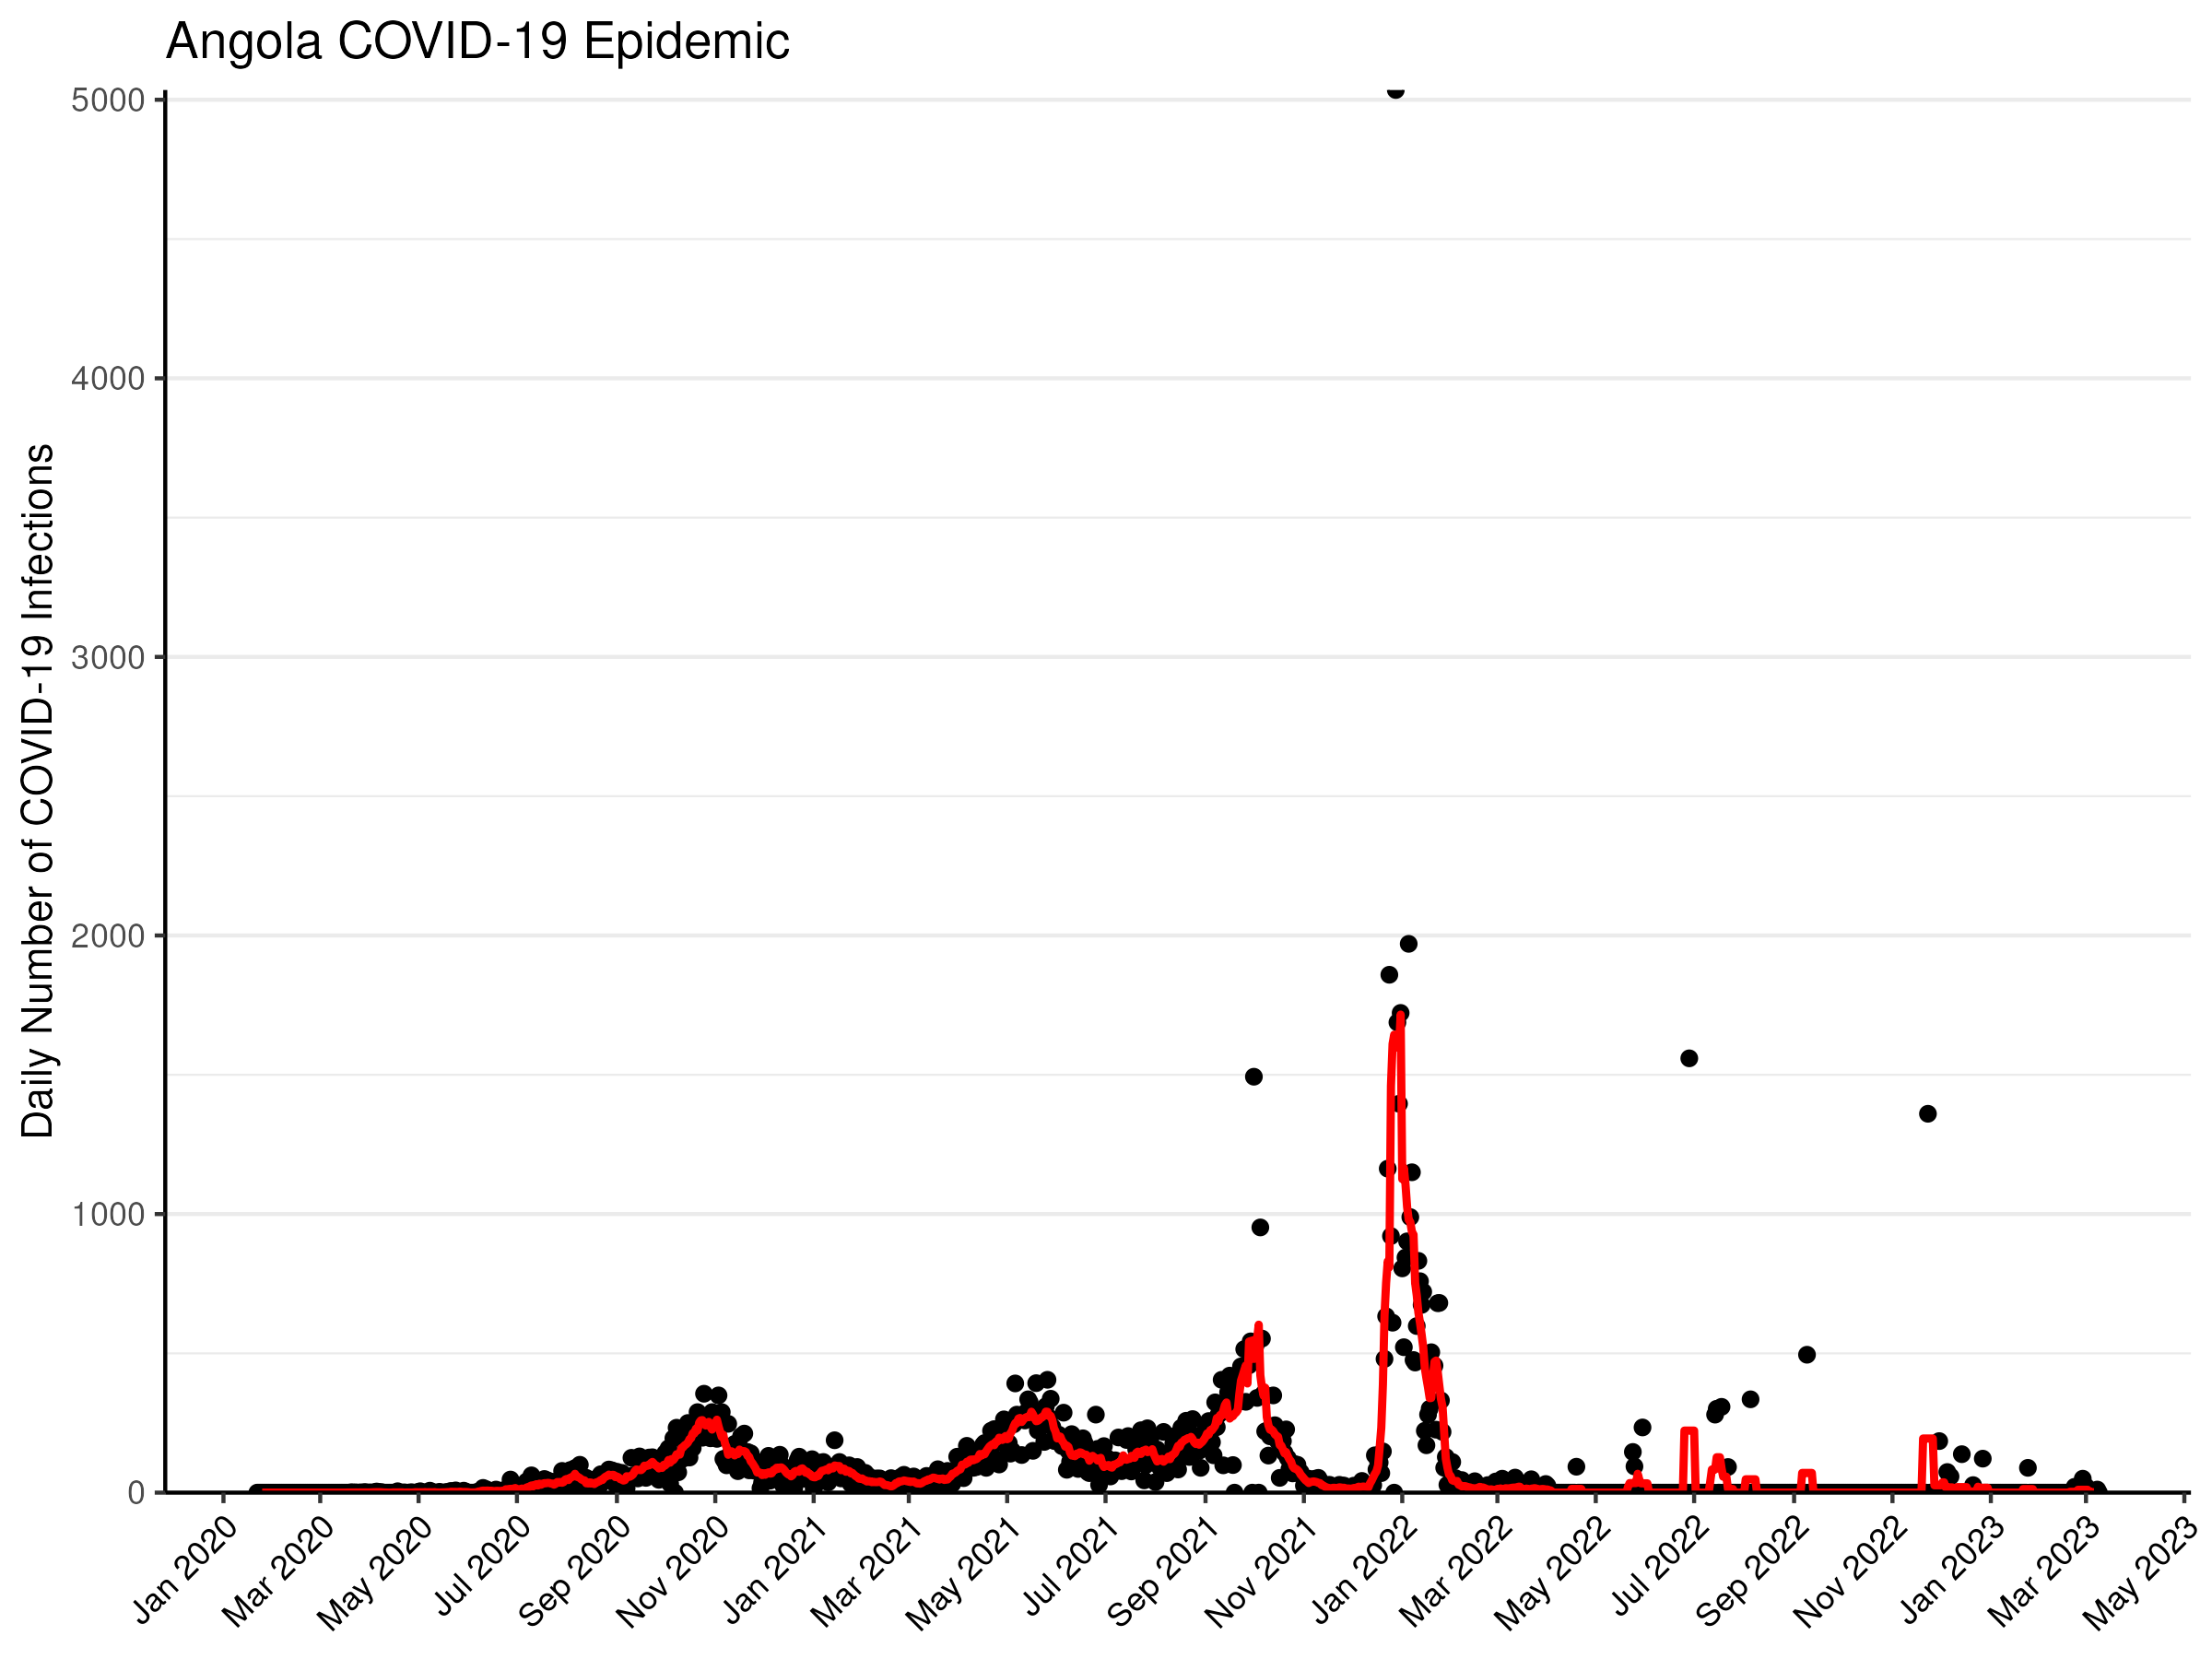 Angola COVID-19 Epidemic
Daily Number of COVID-19 Infections
5000
4000
3000
2000
1000
0
Jan 2020
Mar 2020
May 2020
Jul 2020
Sep 2020
Nov 2020
Jan 2021
Mar 2021
May 2021
Jul 2021
Sep 2021
Nov 2021
Jan 2022
Mar 2022
May 2022
Jul 2022
Sep 2022
Nov 2022
Jan 2023
Mar 2023
May 2023